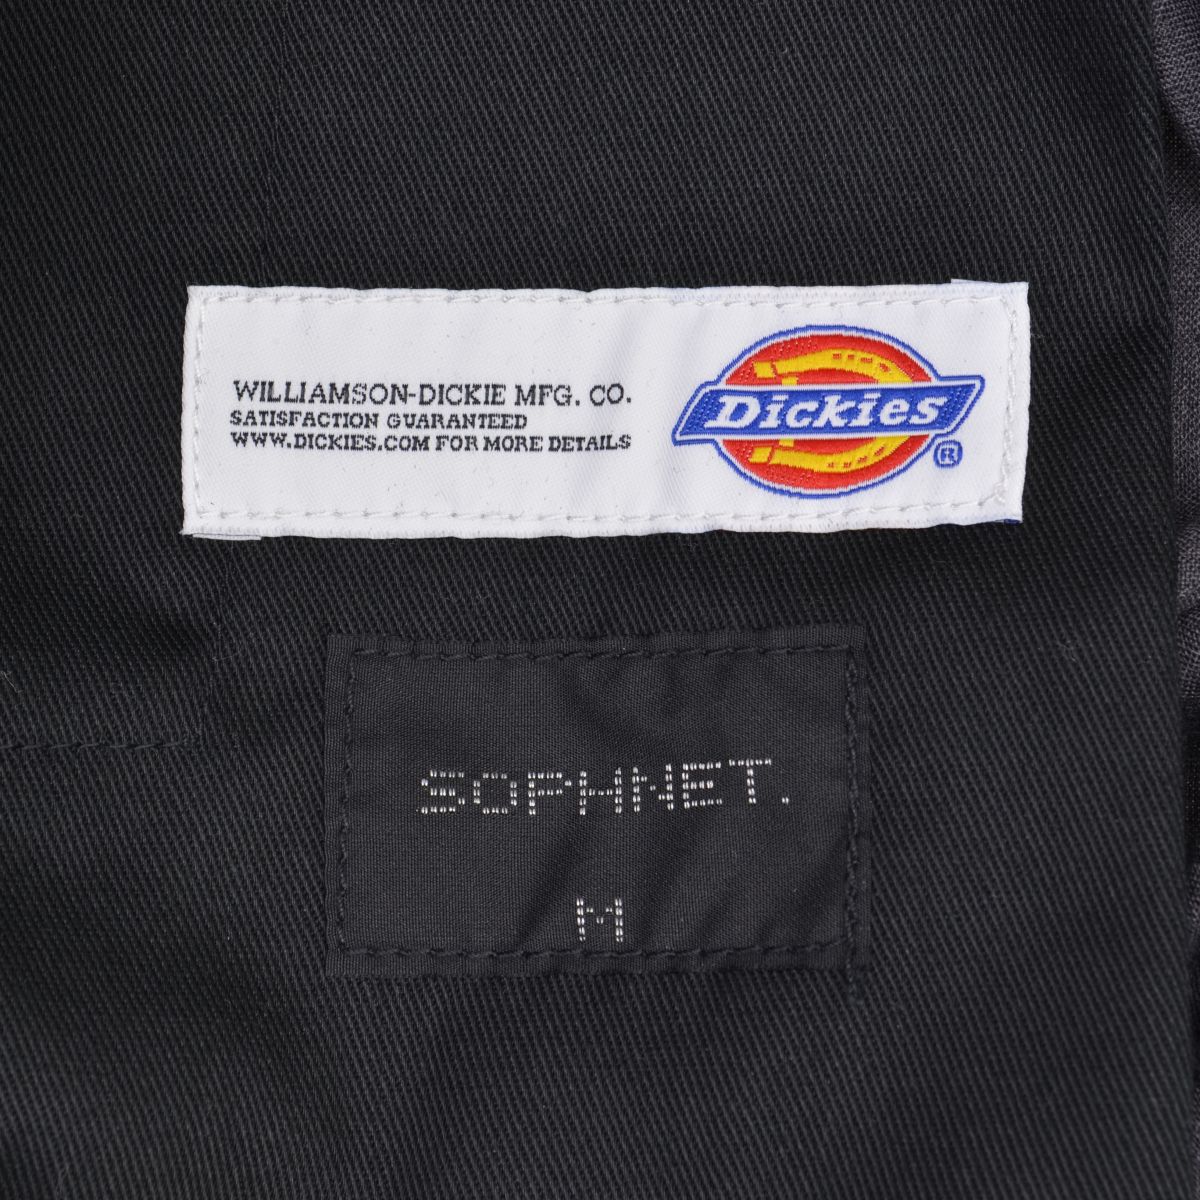 WILLIAMSON-DICKIE MFG. CO.
SATISFACTION GUARANTEED
WWW.DICKIES.COM FOR MORE DETAILS
Dickies®
SOPHNET.
M